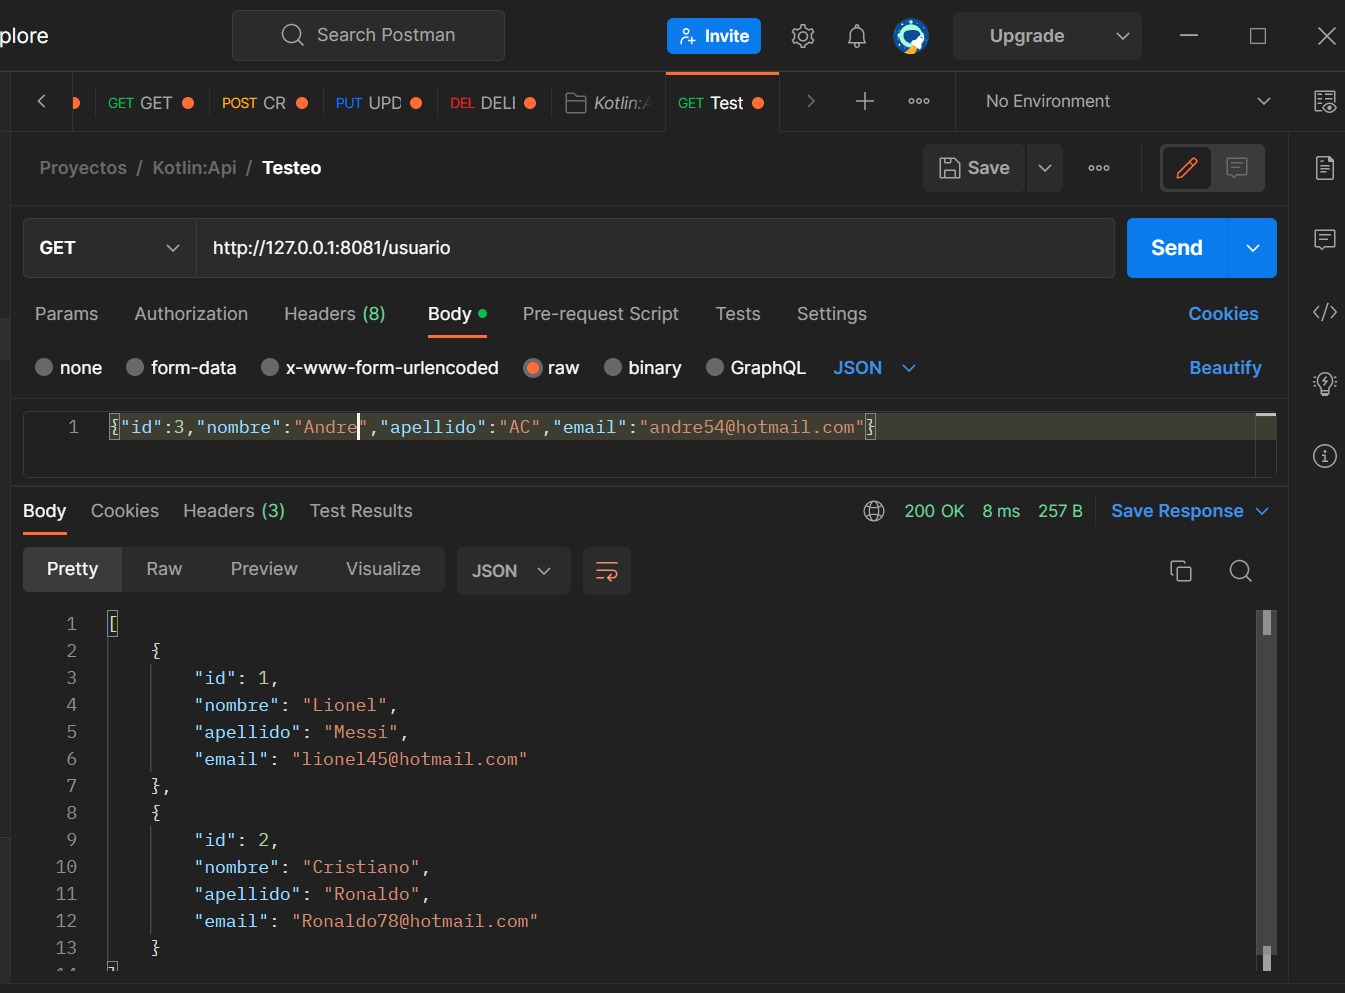 plore
Search Postman
Invite
Upgrade
GET GET
POST CR
PUT UPD
DEL DELI
Kotlin:A
GET Test
No Environment
Proyectos / Kotlin:Api / Testeo
Save
GET
http://127.0.0.1:8081/usuario
Send
Params Authorization Headers (8) Body Pre-request Script Tests Settings Cookies
none form-data x-www-form-urlencoded raw binary GraphQL JSON Beautify
1 {"id":3,"nombre":"Andre","apellido":"AC","email":"andre54@hotmail.com"}
Body Cookies Headers (3) Test Results 200 OK 8 ms 257 B Save Response
Pretty Raw Preview Visualize JSON
1 [
2 {
3 "id": 1,
4 "nombre": "Lionel",
5 "apellido": "Messi",
6 "email": "lionel45@hotmail.com"
7 },
8 {
9 "id": 2,
10 "nombre": "Cristiano",
11 "apellido": "Ronaldo",
12 "email": "Ronaldo78@hotmail.com"
13 }
14 ]